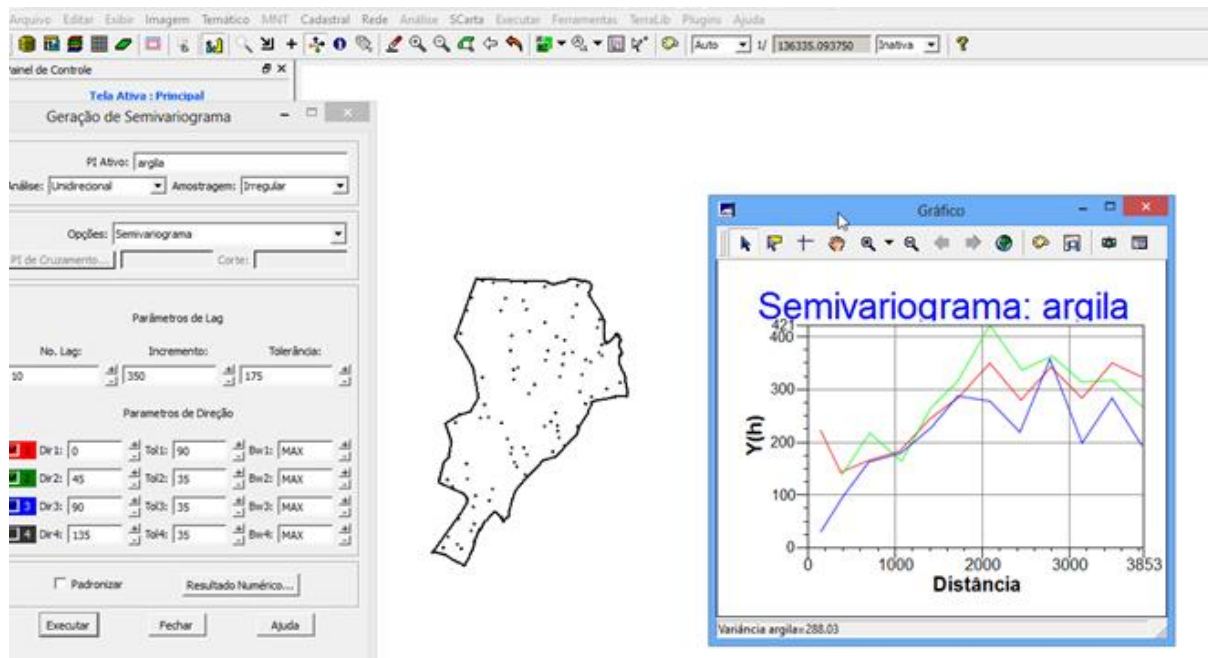 Arquivo Editar Exibir Imagem Temático MNT Cadastral Rede Análise SCarta Executar Ferramentas TerraLib Plugins Ajuda
Auto 1/ 136335.093750 Inativa
ainel de Controle
Tela Ativa : Principal
Geração de Semivariograma
PI Ativo: argila
Análise: Unidirecional Amostragem: Irregular
Opções: Semivariograma
PI de Cruzamento... Corte:
Parâmetros de Lag
No. Lag: Incremento: Tolerância:
10 350 175
Parametros de Direção
1 Dir1: 0 Tol1: 90 Bw1: MAX
2 Dir2: 45 Tol2: 35 Bw2: MAX
3 Dir3: 90 Tol3: 35 Bw3: MAX
4 Dir4: 135 Tol4: 35 Bw4: MAX
Padronizar Resultado Numérico...
Executar Fechar Ajuda
Gráfico
Semivariograma: argila
421
400
300
200
100
0
Y(h)
0 1000 2000 3000 3853
Distância
Variância argila=288.03